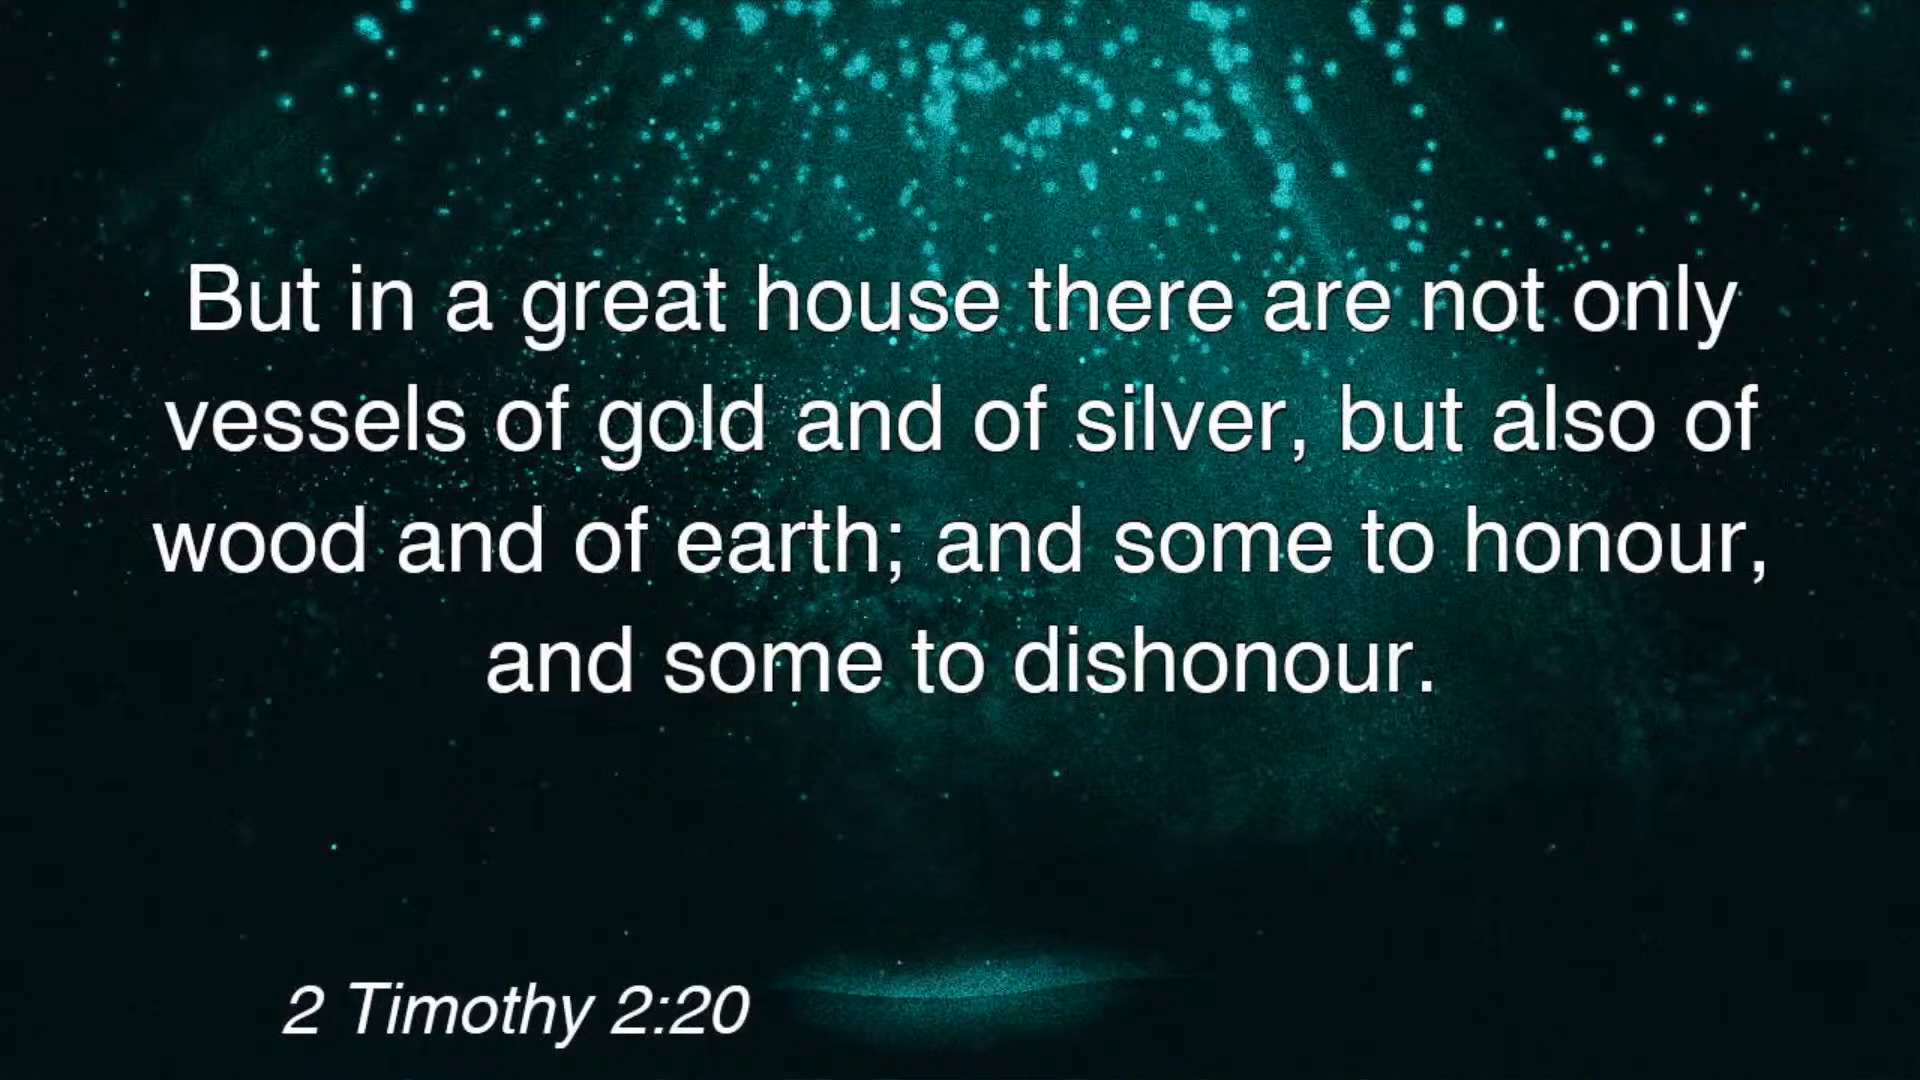 But in a great house there are not only
vessels of gold and of silver, but also of
wood and of earth; and some to honour,
and some to dishonour.
2 Timothy 2:20